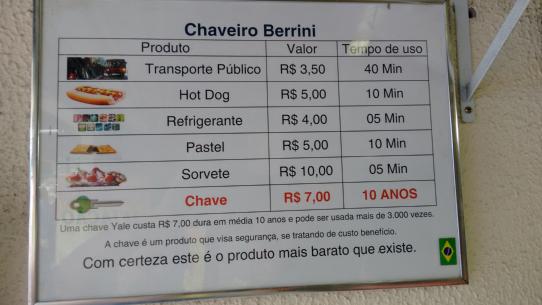 Chaveiro Berrini
Produto Valor Tempo de uso
Transporte Público R$ 3,50 40 Min
Hot Dog R$ 5,00 10 Min
Refrigerante R$ 4,00 05 Min
Pastel R$ 5,00 10 Min
Sorvete R$ 10,00 05 Min
Chave R$ 7,00 10 ANOS
Uma chave Yale custa R$ 7,00 dura em média 10 anos e pode ser usada mais de 3.000 vezes.
A chave é um produto que visa segurança, se tratando de custo benefício.
Com certeza este é o produto mais barato que existe.